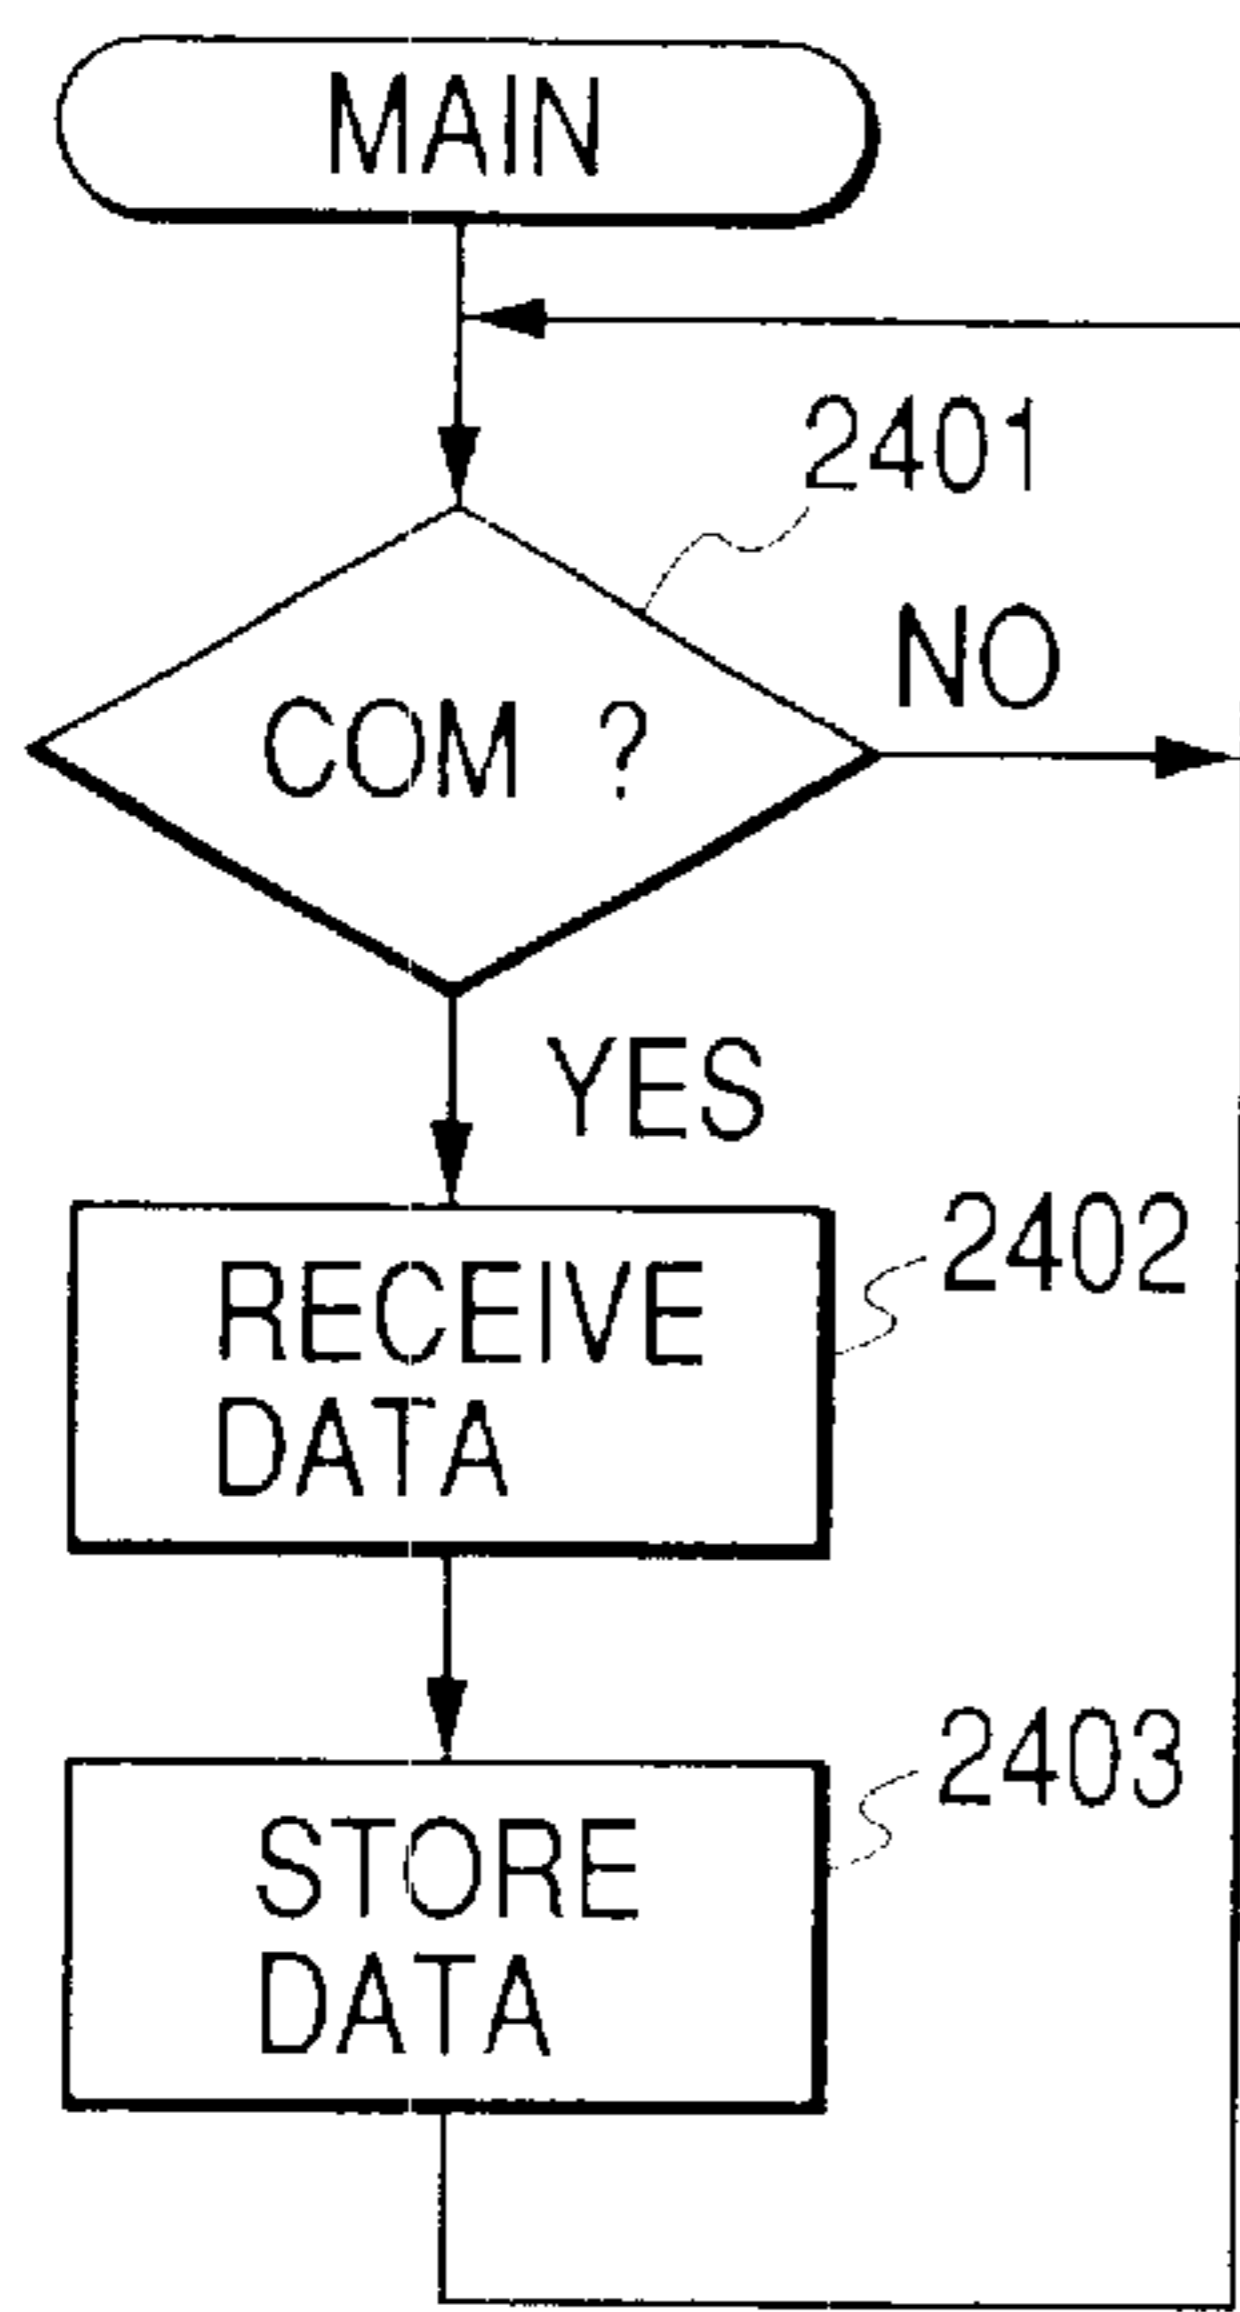 MAIN
2401
NO
COM ?
YES
2402
RECEIVE
DATA
2403
STORE
DATA